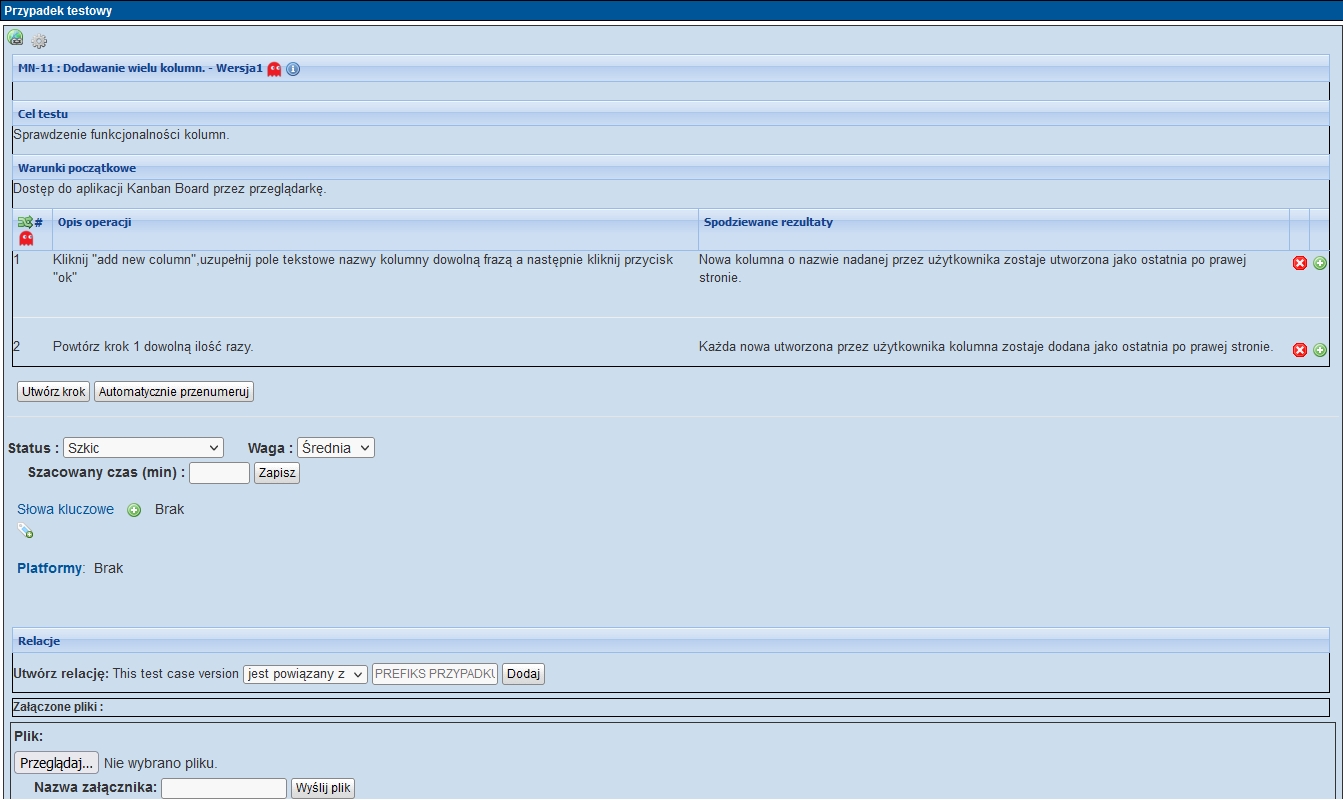 Przypadek testowy
MN-11 : Dodawanie wielu kolumn. - Wersja1
Cel testu
Sprawdzenie funkcjonalności kolumn.
Warunki początkowe
Dostęp do aplikacji Kanban Board przez przeglądarkę.
# Opis operacji Spodziewane rezultaty
1 Kliknij "add new column",uzupełnij pole tekstowe nazwy kolumny dowolną frazą a następnie kliknij przycisk Nowa kolumna o nazwie nadanej przez użytkownika zostaje utworzona jako ostatnia po prawej
"ok" stronie.
2 Powtórz krok 1 dowolną ilość razy. Każda nowa utworzona przez użytkownika kolumna zostaje dodana jako ostatnia po prawej stronie.
Utwórz krok Automatycznie przenumeruj
Status : Szkic Waga : Średnia
Szacowany czas (min) : Zapisz
Słowa kluczowe Brak
Platformy: Brak
Relacje
Utwórz relację: This test case version jest powiązany z PREFIKS PRZYPADKU Dodaj
Załączone pliki :
Plik:
Przeglądaj... Nie wybrano pliku.
Nazwa załącznika: Wyślij plik